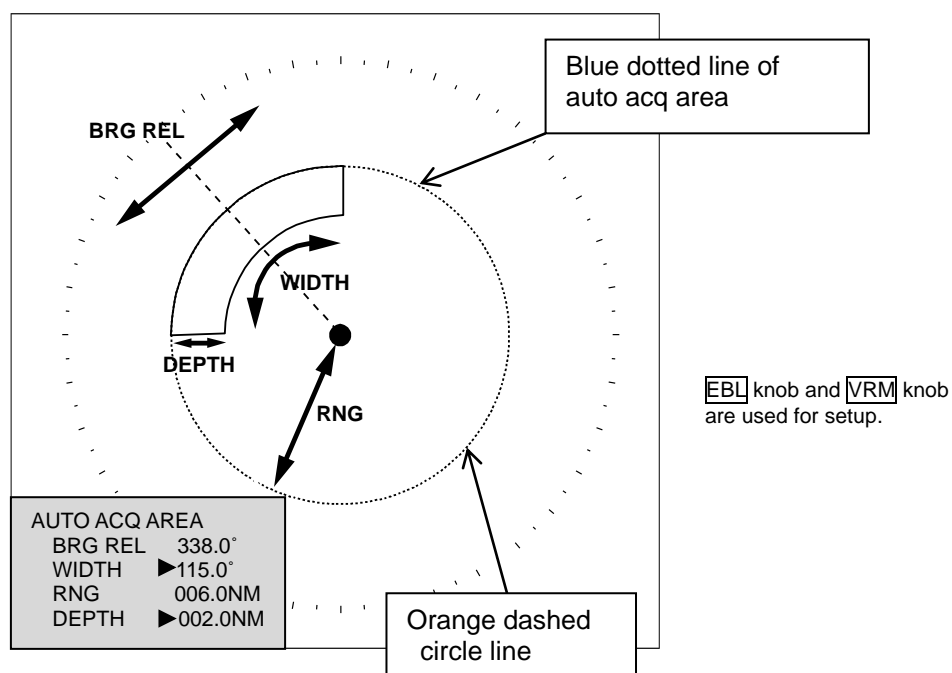 Blue dotted line of
auto acq area
BRG REL
WIDTH
DEPTH
RNG
EBL knob and VRM knob
are used for setup.
AUTO ACQ AREA
BRG REL 338.0°
WIDTH ▶115.0°
RNG 006.0NM
DEPTH ▶002.0NM
Orange dashed
circle line